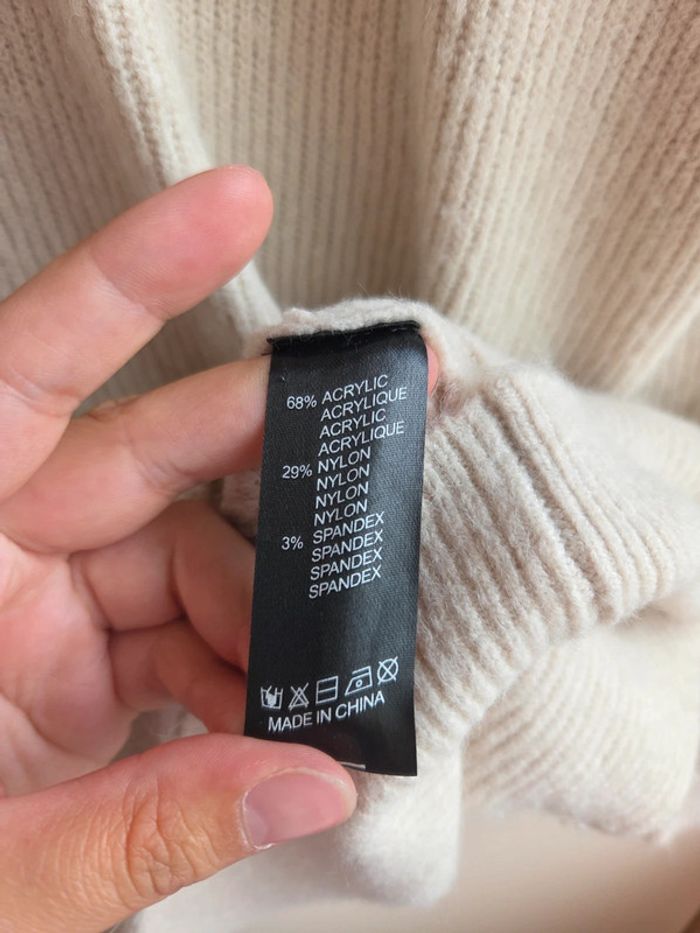 68% ACRYLIC
ACRYLIQUE
ACRYLIC
ACRYLIQUE
29% NYLON
NYLON
NYLON
NYLON
3% SPANDEX
SPANDEX
SPANDEX
SPANDEX
MADE IN CHINA